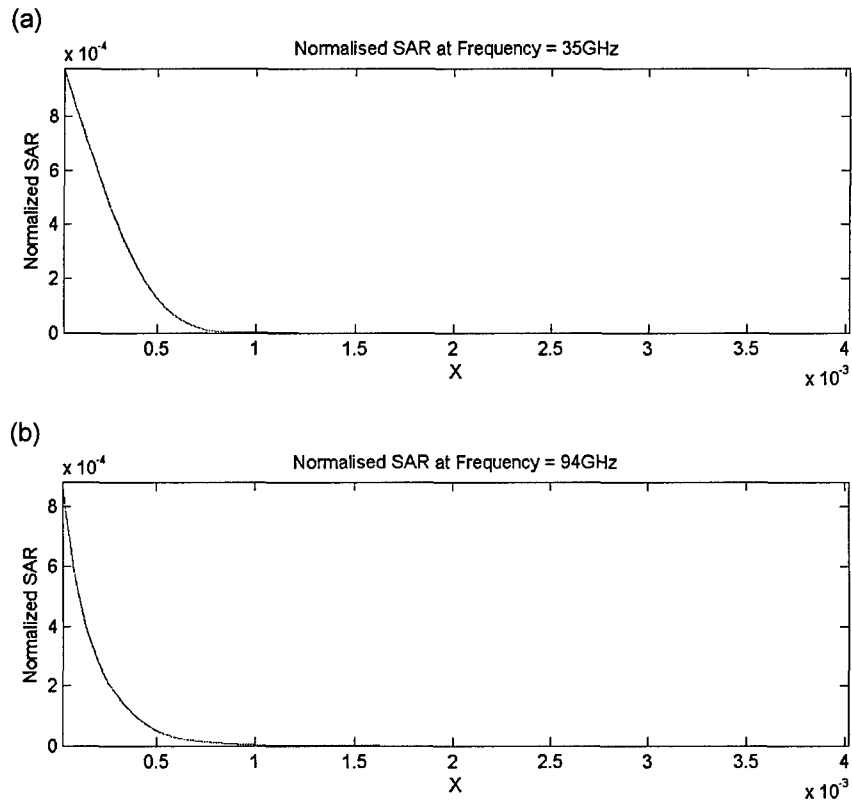 (a)
x 10⁻⁴
Normalised SAR at Frequency = 35GHz
Normalized SAR
8
6
4
2
0
0.5 1 1.5 2 2.5 3 3.5 4
X
x 10⁻³
(b)
x 10⁻⁴
Normalised SAR at Frequency = 94GHz
Normalized SAR
8
6
4
2
0
0.5 1 1.5 2 2.5 3 3.5 4
X
x 10⁻³